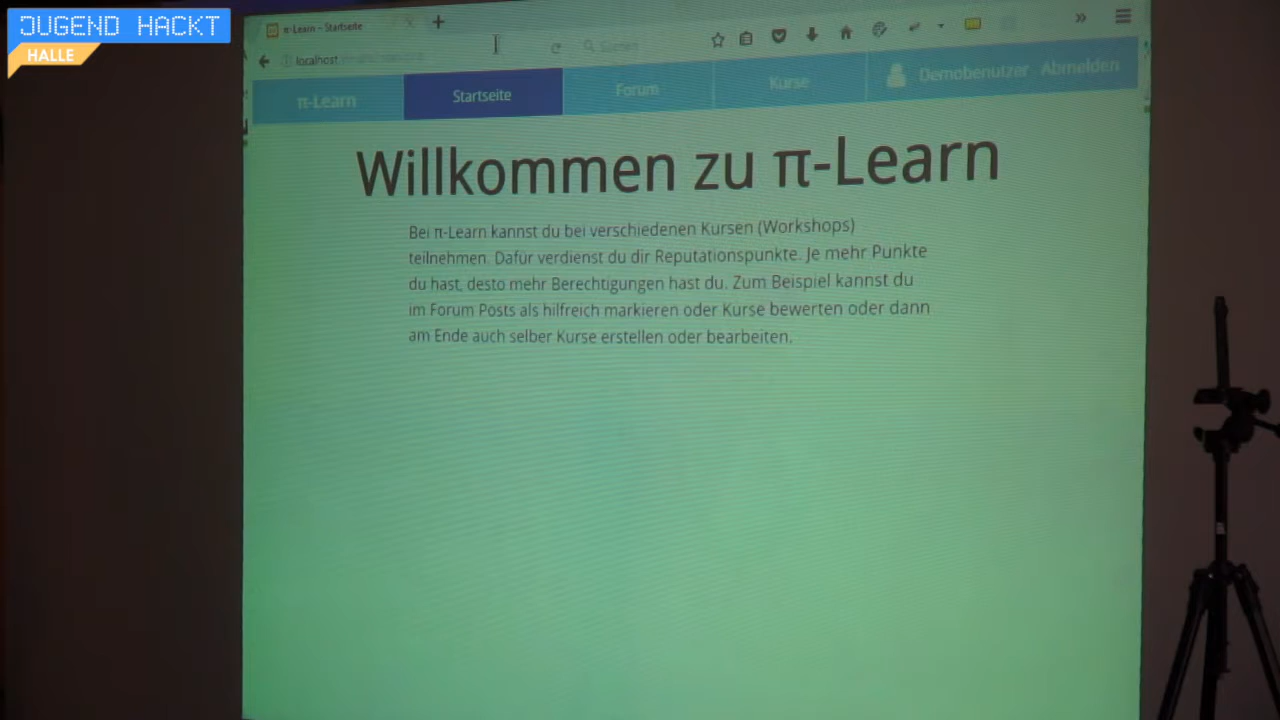 JUGEND HACKT
HALLE
π-Learn – Startseite
localhost
Suchen
π-Learn
Startseite
Forum
Kurse
Demobenutzer
Abmelden
Willkommen zu π-Learn
Bei π-Learn kannst du bei verschiedenen Kursen (Workshops)
teilnehmen. Dafür verdienst du dir Reputationspunkte. Je mehr Punkte
du hast, desto mehr Berechtigungen hast du. Zum Beispiel kannst du
im Forum Posts als hilfreich markieren oder Kurse bewerten oder dann
am Ende auch selber Kurse erstellen oder bearbeiten.